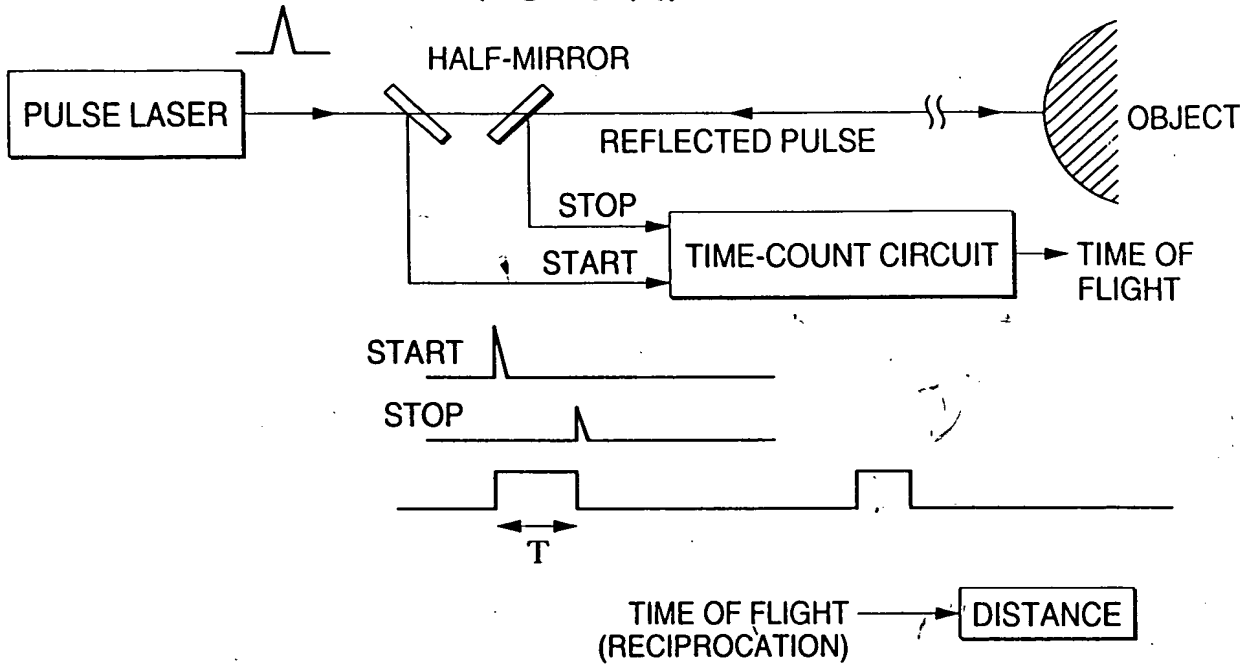 HALF-MIRROR
PULSE LASER
OBJECT
REFLECTED PULSE
STOP
START
TIME-COUNT CIRCUIT
TIME OF
FLIGHT
START
STOP
T
TIME OF FLIGHT
(RECIPROCATION)
DISTANCE